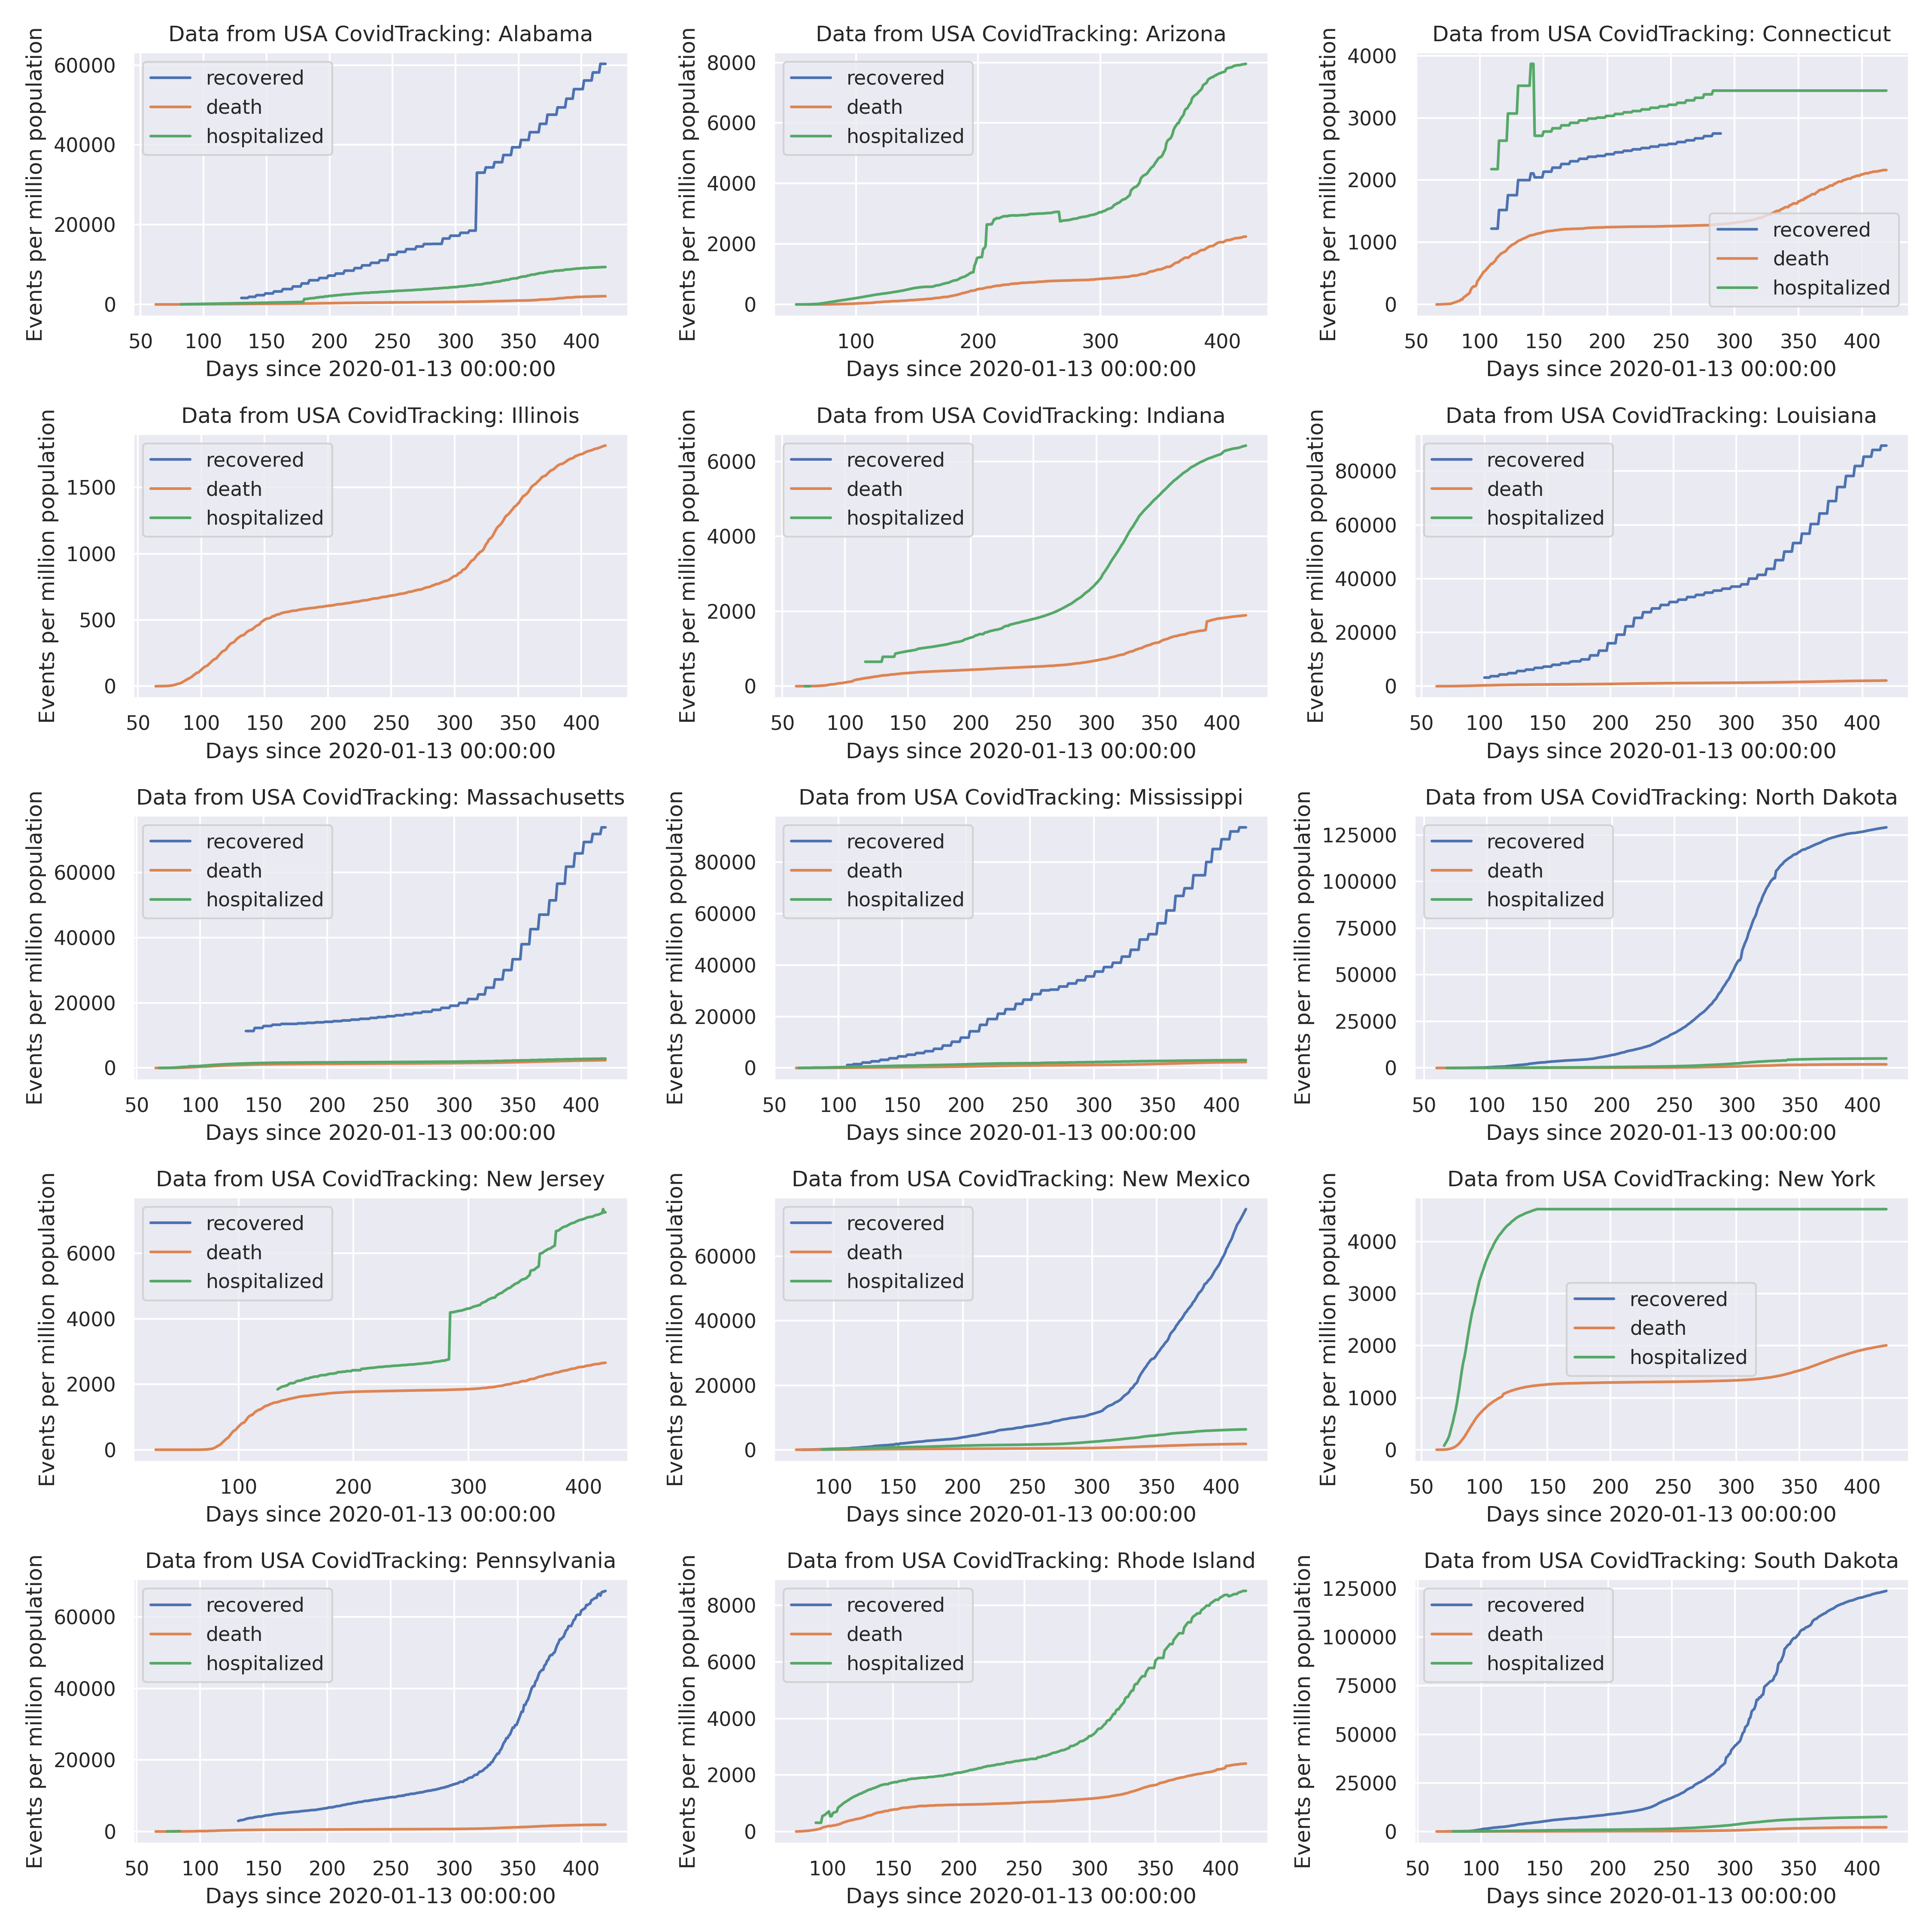 Data from USA CovidTracking: Alabama
Events per million population
60000
40000
20000
0
recovered
death
hospitalized
50 100 150 200 250 300 350 400
Days since 2020-01-13 00:00:00
Data from USA CovidTracking: Arizona
Events per million population
8000
6000
4000
2000
0
recovered
death
hospitalized
100 200 300 400
Days since 2020-01-13 00:00:00
Data from USA CovidTracking: Connecticut
Events per million population
4000
3000
2000
1000
0
recovered
death
hospitalized
50 100 150 200 250 300 350 400
Days since 2020-01-13 00:00:00
Data from USA CovidTracking: Illinois
Events per million population
1500
1000
500
0
recovered
death
hospitalized
50 100 150 200 250 300 350 400
Days since 2020-01-13 00:00:00
Data from USA CovidTracking: Indiana
Events per million population
6000
4000
2000
0
recovered
death
hospitalized
50 100 150 200 250 300 350 400
Days since 2020-01-13 00:00:00
Data from USA CovidTracking: Louisiana
Events per million population
80000
60000
40000
20000
0
recovered
death
hospitalized
50 100 150 200 250 300 350 400
Days since 2020-01-13 00:00:00
Data from USA CovidTracking: Massachusetts
Events per million population
60000
40000
20000
0
recovered
death
hospitalized
50 100 150 200 250 300 350 400
Days since 2020-01-13 00:00:00
Data from USA CovidTracking: Mississippi
Events per million population
80000
60000
40000
20000
0
recovered
death
hospitalized
50 100 150 200 250 300 350 400
Days since 2020-01-13 00:00:00
Data from USA CovidTracking: North Dakota
Events per million population
125000
100000
75000
50000
25000
0
recovered
death
hospitalized
50 100 150 200 250 300 350 400
Days since 2020-01-13 00:00:00
Data from USA CovidTracking: New Jersey
Events per million population
6000
4000
2000
0
recovered
death
hospitalized
100 200 300 400
Days since 2020-01-13 00:00:00
Data from USA CovidTracking: New Mexico
Events per million population
60000
40000
20000
0
recovered
death
hospitalized
100 150 200 250 300 350 400
Days since 2020-01-13 00:00:00
Data from USA CovidTracking: New York
Events per million population
4000
3000
2000
1000
0
recovered
death
hospitalized
50 100 150 200 250 300 350 400
Days since 2020-01-13 00:00:00
Data from USA CovidTracking: Pennsylvania
Events per million population
60000
40000
20000
0
recovered
death
hospitalized
50 100 150 200 250 300 350 400
Days since 2020-01-13 00:00:00
Data from USA CovidTracking: Rhode Island
Events per million population
8000
6000
4000
2000
0
recovered
death
hospitalized
100 150 200 250 300 350 400
Days since 2020-01-13 00:00:00
Data from USA CovidTracking: South Dakota
Events per million population
125000
100000
75000
50000
25000
0
recovered
death
hospitalized
50 100 150 200 250 300 350 400
Days since 2020-01-13 00:00:00